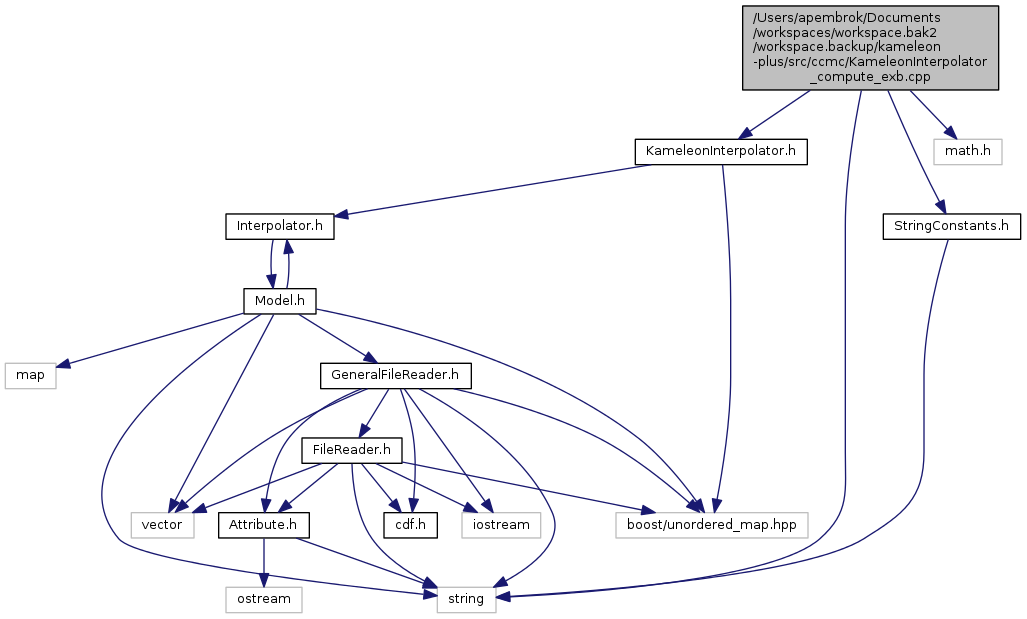 /Users/apembrok/Documents
/workspaces/workspace.bak2
/workspace.backup/kameleon
-plus/src/ccmc/KameleonInterpolator
_compute_exb.cpp
KameleonInterpolator.h
math.h
Interpolator.h
StringConstants.h
Model.h
map
GeneralFileReader.h
FileReader.h
vector
Attribute.h
cdf.h
iostream
boost/unordered_map.hpp
ostream
string